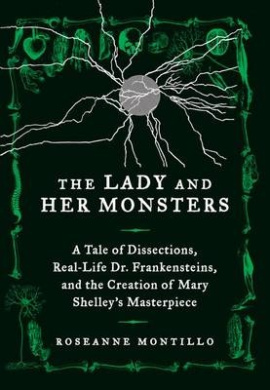 THE LADY AND
HER MONSTERS
A Tale of Dissections,
Real-Life Dr. Frankensteins,
and the Creation of Mary
Shelley's Masterpiece
ROSEANNE MONTILLO